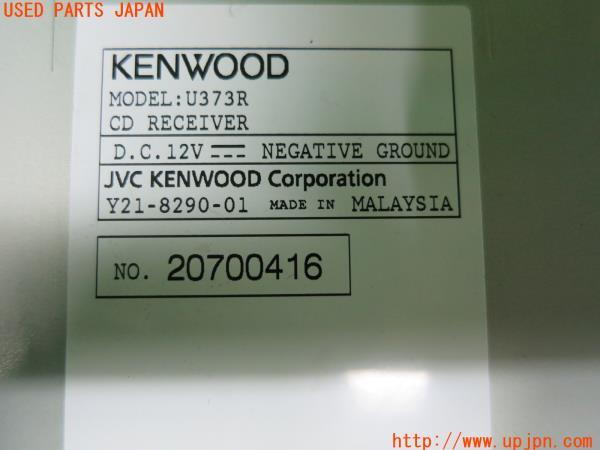 USED PARTS JAPAN
KENWOOD
MODEL:U373R
CD RECEIVER
D.C.12V ⎓ NEGATIVE GROUND
JVC KENWOOD Corporation
Y21-8290-01 MADE IN MALAYSIA
NO. 20700416
http://www.upjpn.com/